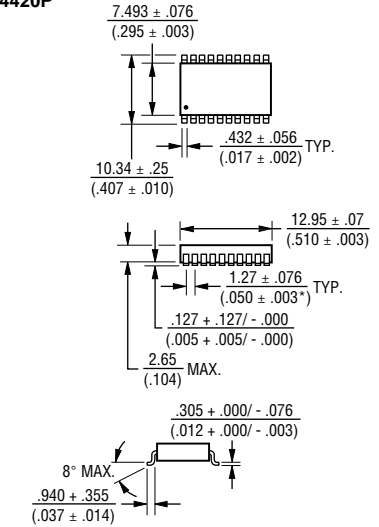 4420P
7.493 ± .076
(.295 ± .003)
.432 ± .056
(.017 ± .002)
TYP.
10.34 ± .25
(.407 ± .010)
12.95 ± .07
(.510 ± .003)
1.27 ± .076
(.050 ± .003*)
TYP.
.127 + .127/ - .000
(.005 + .005/ - .000)
2.65
(.104)
MAX.
.305 + .000/ - .076
(.012 + .000/ - .003)
8° MAX.
.940 + .355
(.037 ± .014)